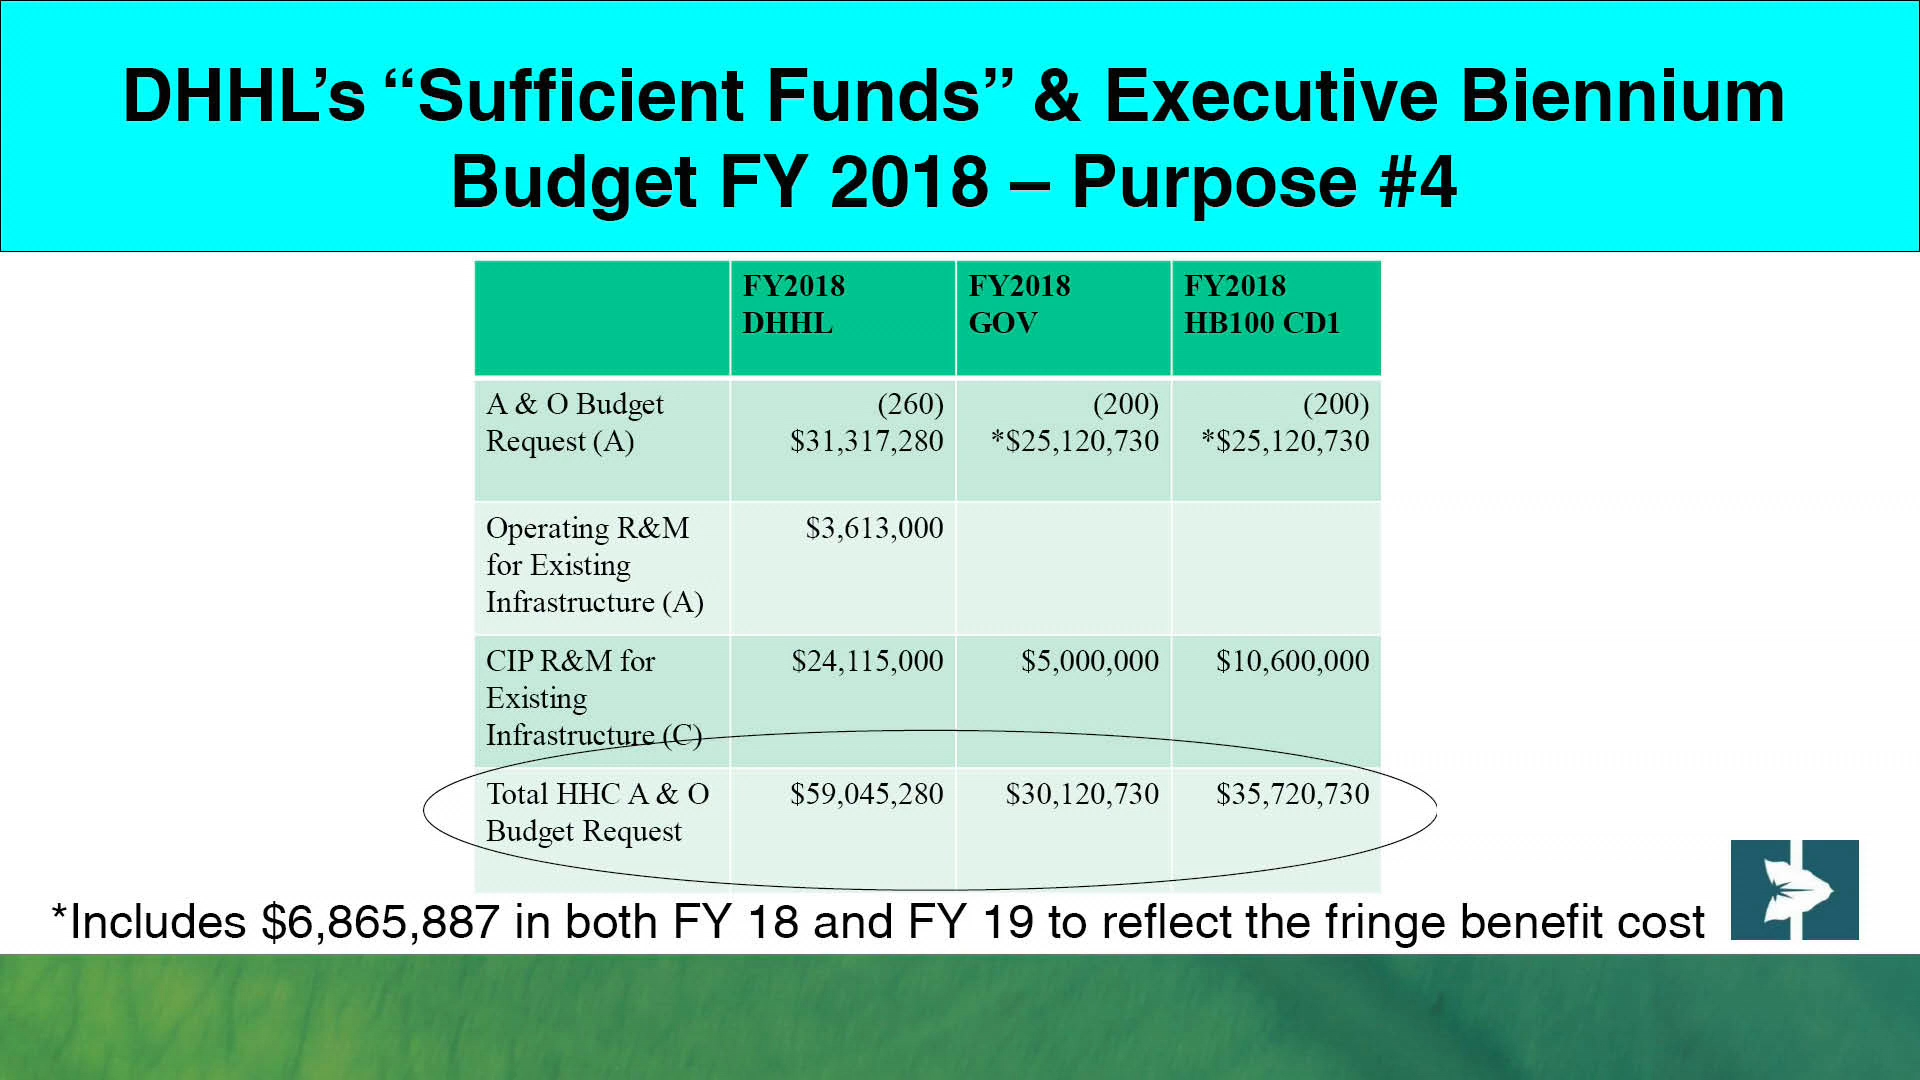 DHHL’s “Sufficient Funds” & Executive Biennium
Budget FY 2018 – Purpose #4
FY2018 DHHL
FY2018 GOV
FY2018 HB100 CD1
A & O Budget Request (A)
(260) $31,317,280
(200) *$25,120,730
(200) *$25,120,730
Operating R&M for Existing Infrastructure (A)
$3,613,000
CIP R&M for Existing Infrastructure (C)
$24,115,000
$5,000,000
$10,600,000
Total HHC A & O Budget Request
$59,045,280
$30,120,730
$35,720,730
*Includes $6,865,887 in both FY 18 and FY 19 to reflect the fringe benefit cost